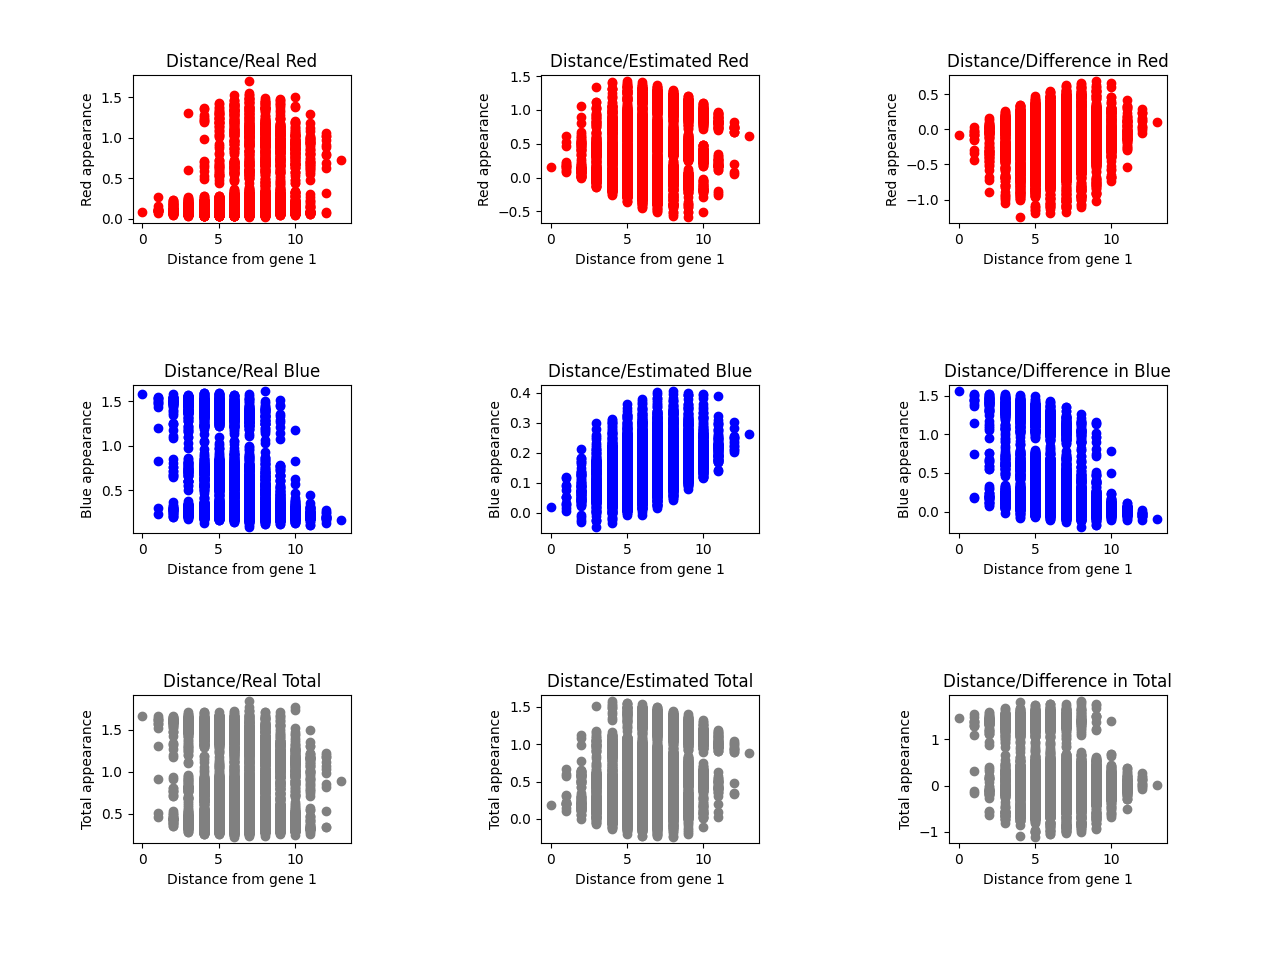 Distance/Real Red
Distance/Estimated Red
Distance/Difference in Red
Red appearance
1.5
1.0
0.5
0.0
0
5
10
Distance from gene 1
Red appearance
1.5
1.0
0.5
0.0
−0.5
0
5
10
Distance from gene 1
Red appearance
0.5
0.0
−0.5
−1.0
0
5
10
Distance from gene 1
Distance/Real Blue
Distance/Estimated Blue
Distance/Difference in Blue
Blue appearance
1.5
1.0
0.5
0
5
10
Distance from gene 1
Blue appearance
0.4
0.3
0.2
0.1
0.0
0
5
10
Distance from gene 1
Blue appearance
1.5
1.0
0.5
0.0
0
5
10
Distance from gene 1
Distance/Real Total
Distance/Estimated Total
Distance/Difference in Total
Total appearance
1.5
1.0
0.5
0
5
10
Distance from gene 1
Total appearance
1.5
1.0
0.5
0.0
0
5
10
Distance from gene 1
Total appearance
1
0
−1
0
5
10
Distance from gene 1